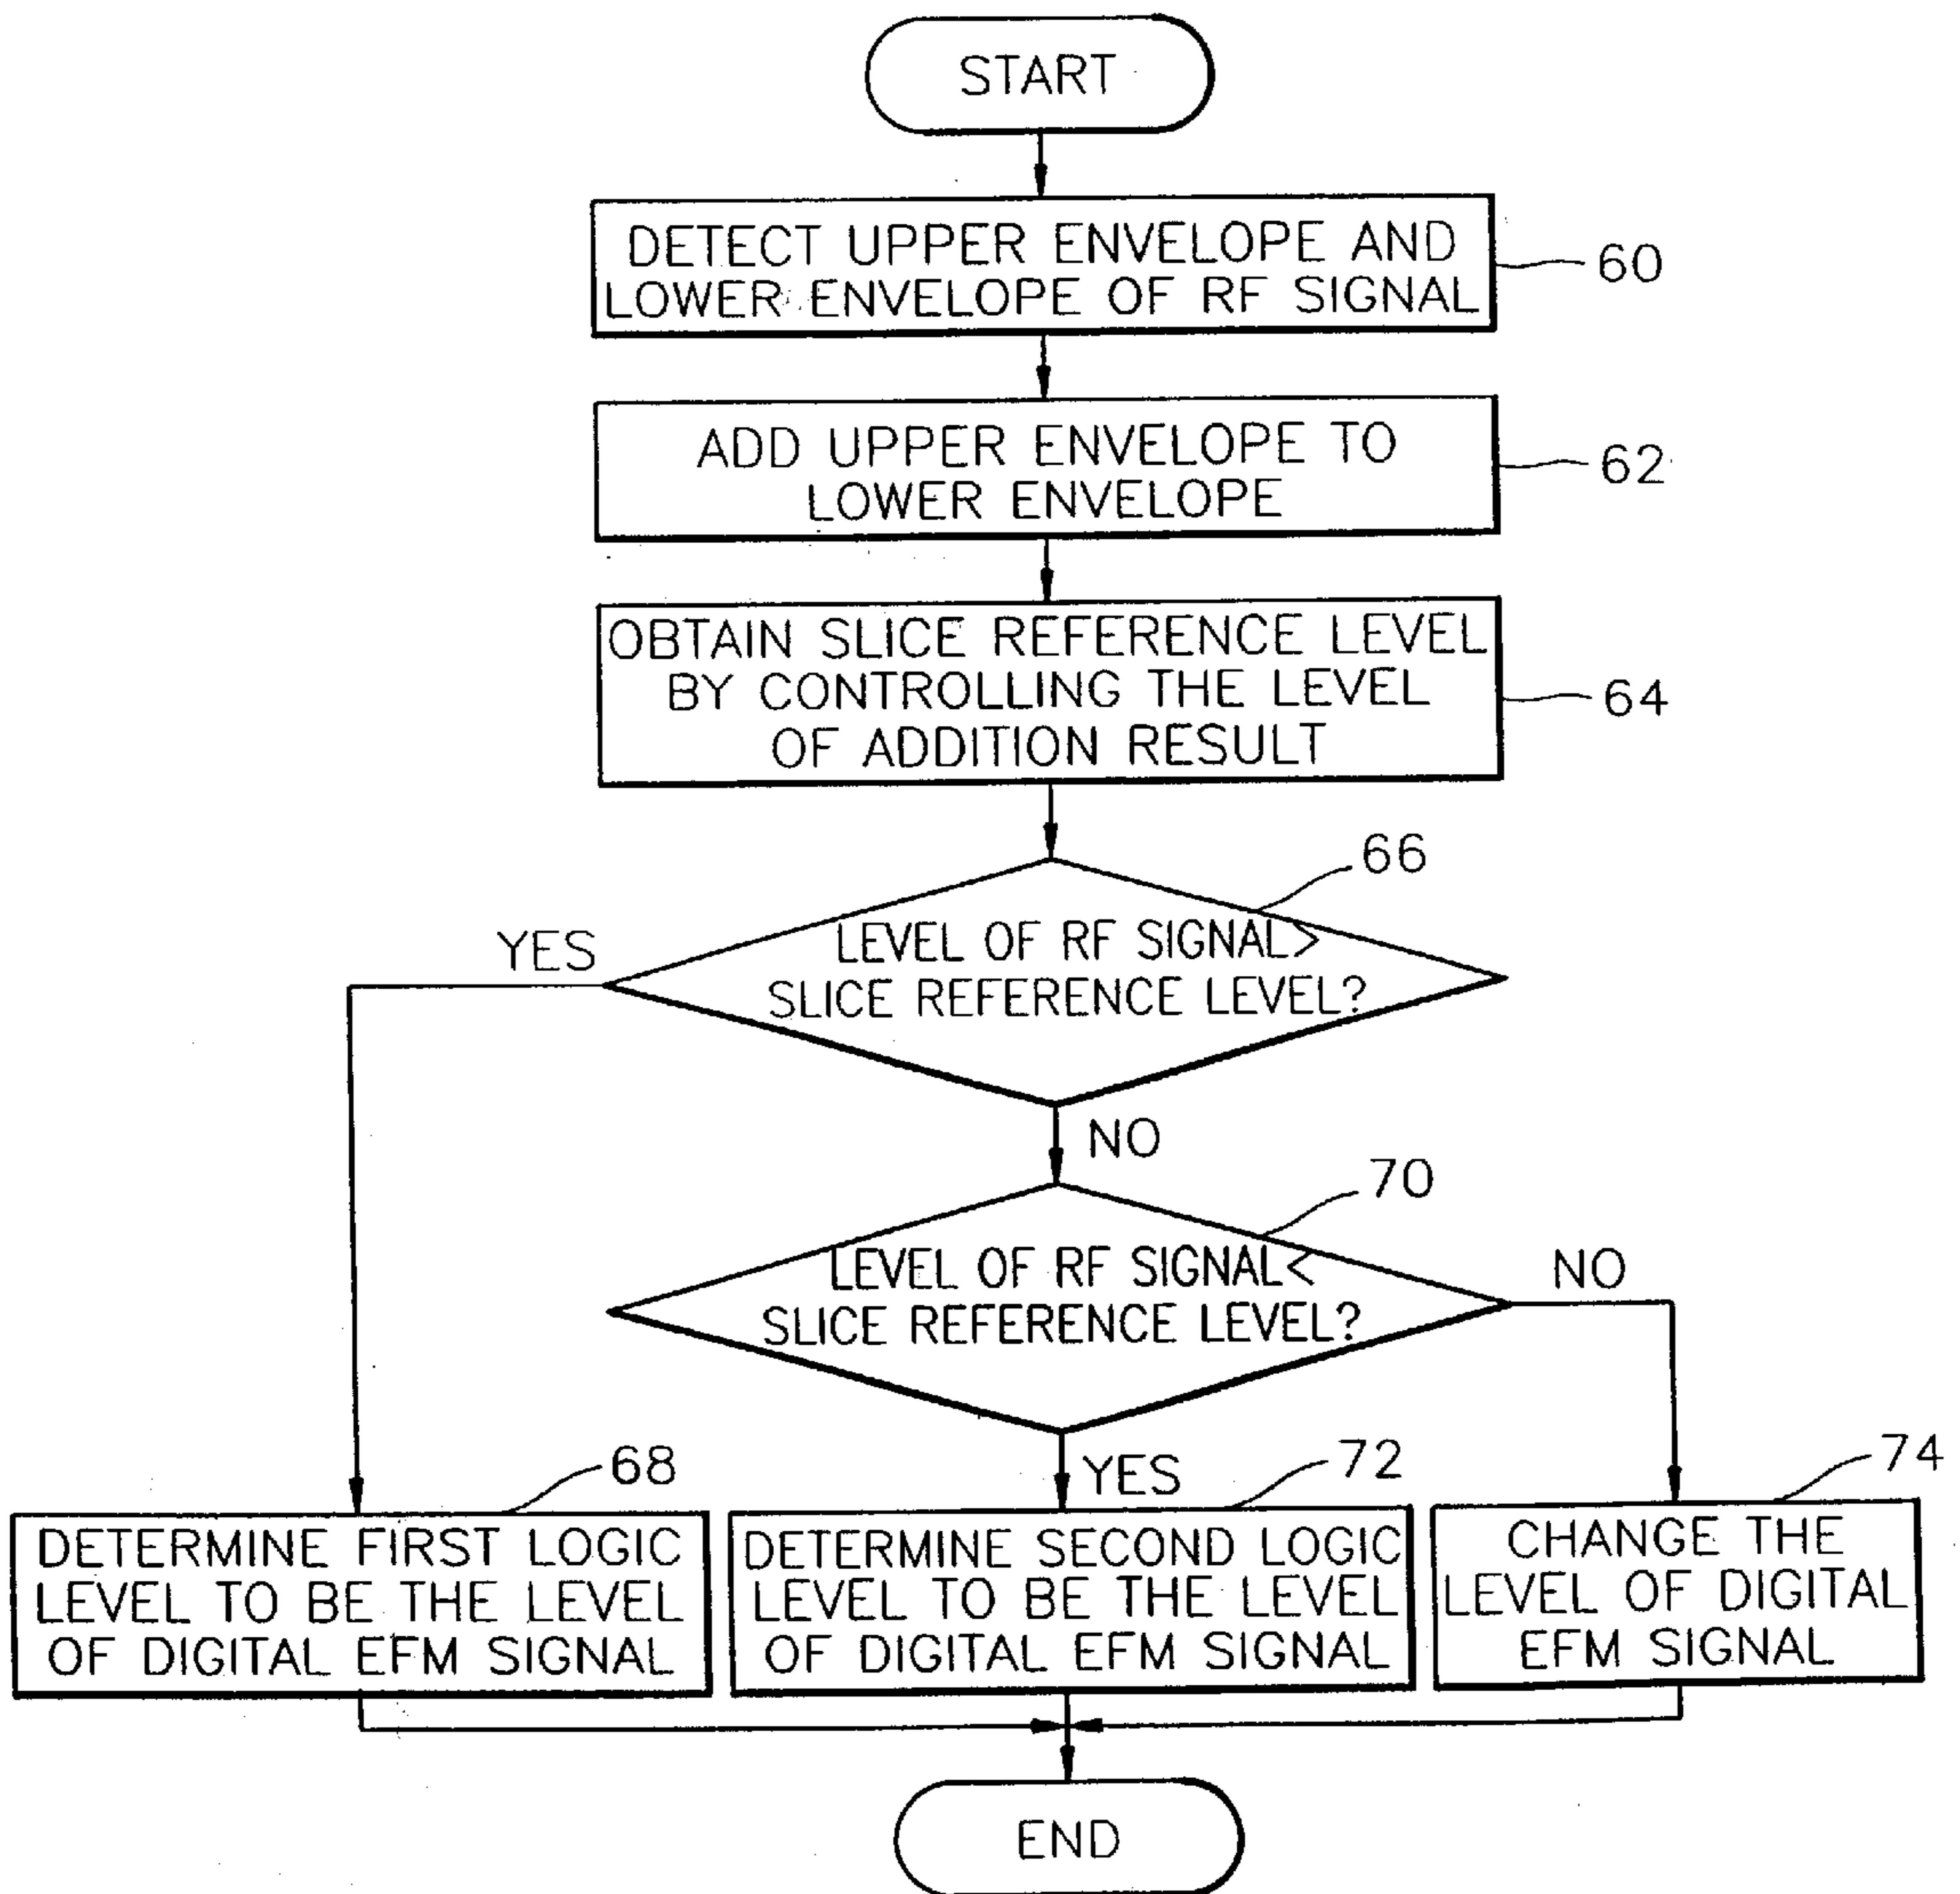 START
DETECT UPPER ENVELOPE AND
LOWER ENVELOPE OF RF SIGNAL
60
ADD UPPER ENVELOPE TO
LOWER ENVELOPE
62
OBTAIN SLICE REFERENCE LEVEL
BY CONTROLLING THE LEVEL
OF ADDITION RESULT
64
66
LEVEL OF RF SIGNAL>
SLICE REFERENCE LEVEL?
YES
NO
70
LEVEL OF RF SIGNAL<
SLICE REFERENCE LEVEL?
NO
YES
68
DETERMINE FIRST LOGIC
LEVEL TO BE THE LEVEL
OF DIGITAL EFM SIGNAL
72
DETERMINE SECOND LOGIC
LEVEL TO BE THE LEVEL
OF DIGITAL EFM SIGNAL
74
CHANGE THE
LEVEL OF DIGITAL
EFM SIGNAL
END